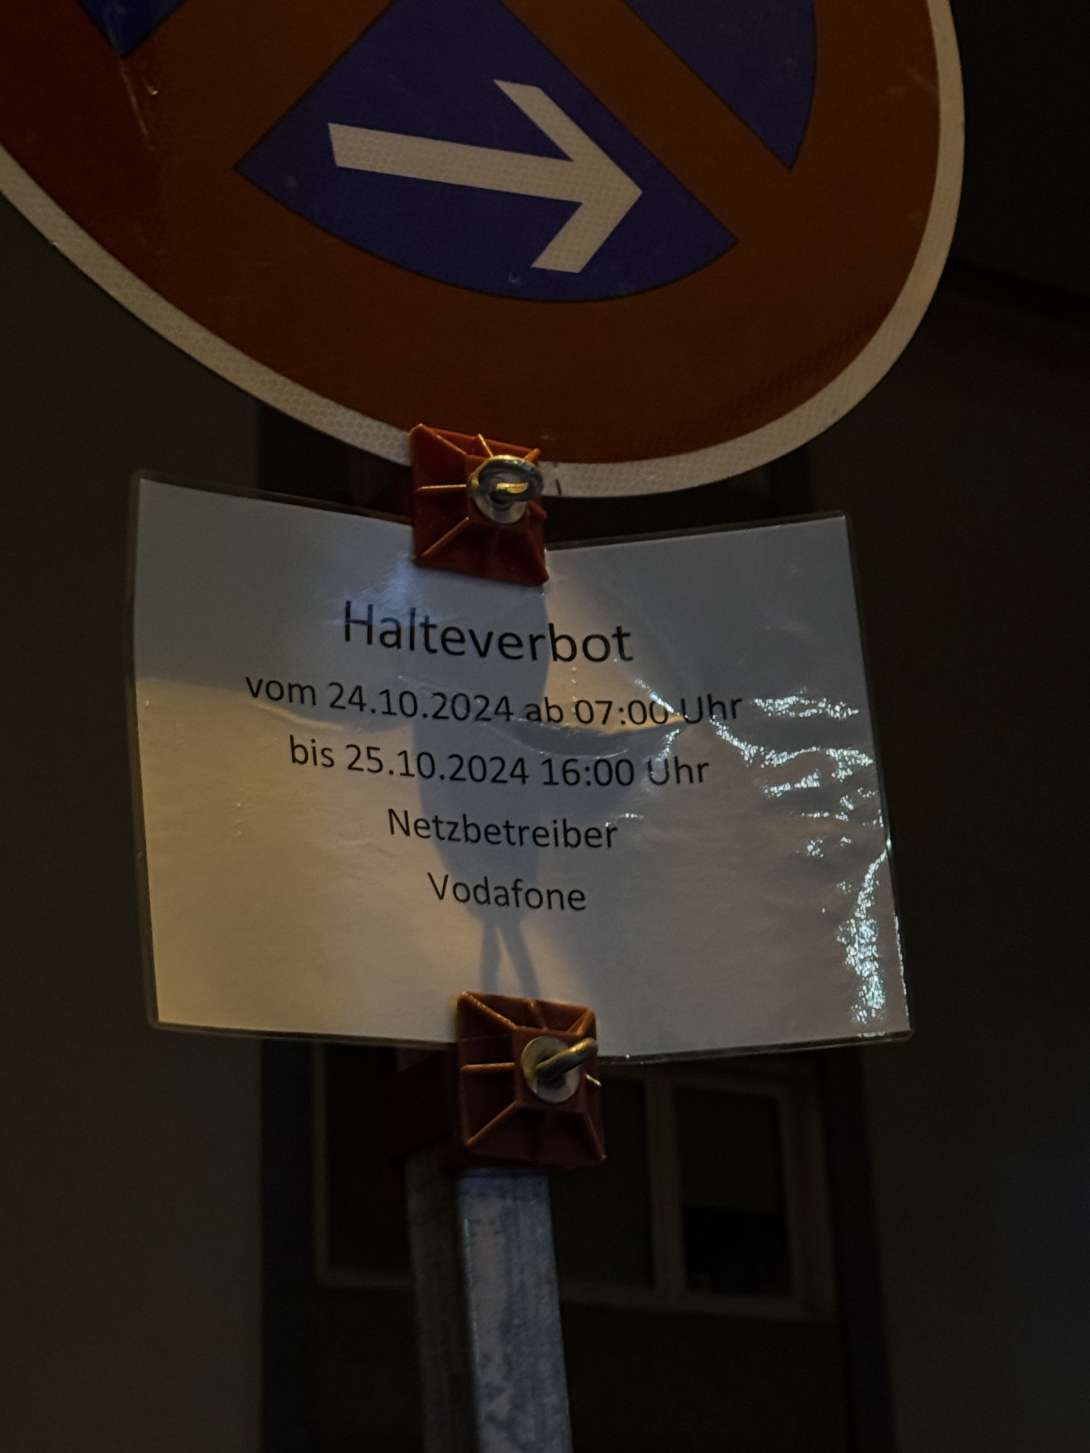 Halteverbot
vom 24.10.2024 ab 07:00 Uhr
bis 25.10.2024 16:00 Uhr
Netzbetreiber
Vodafone